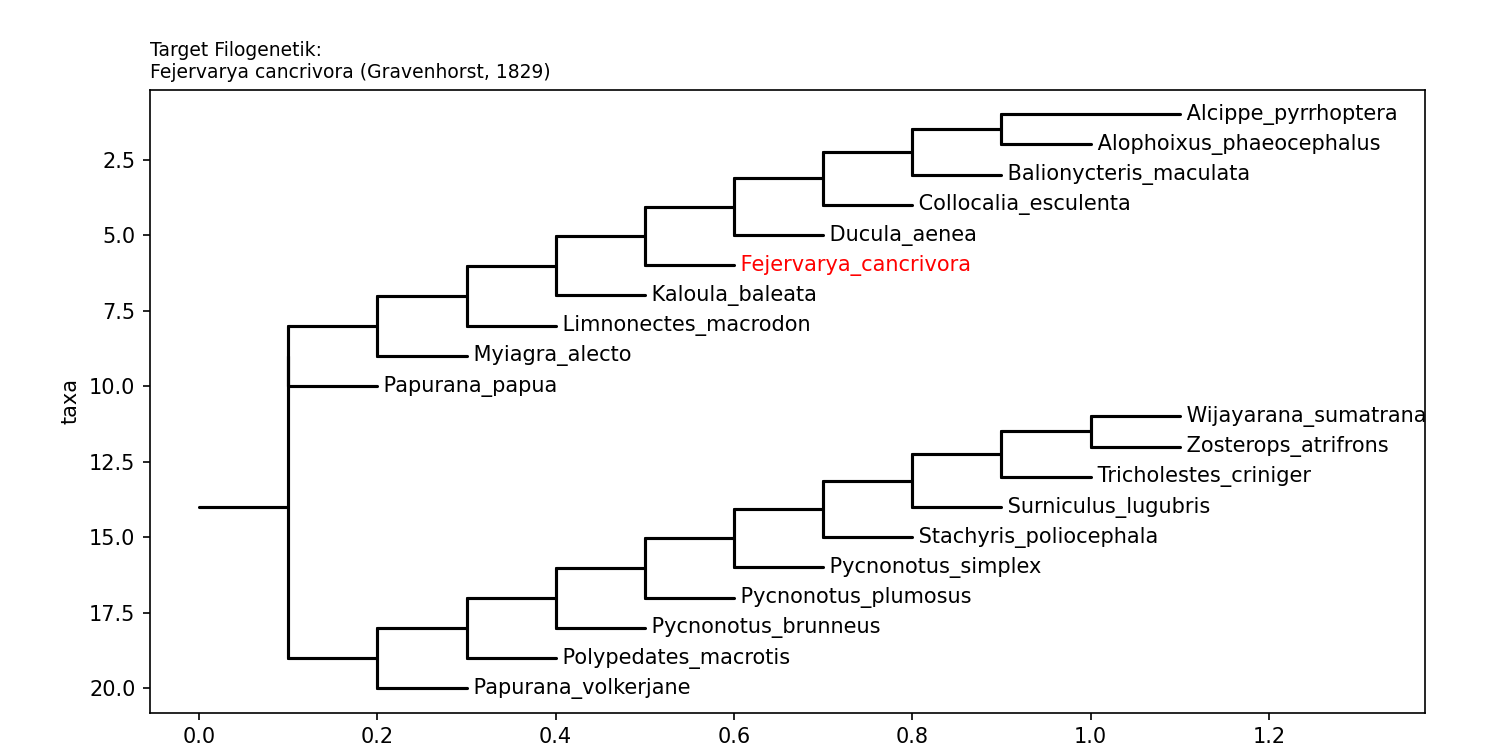 Target Filogenetik:
Fejervarya cancrivora (Gravenhorst, 1829)
Alcippe_pyrrhoptera
Alophoixus_phaeocephalus
2.5
Balionycteris_maculata
Collocalia_esculenta
5.0
Ducula_aenea
Fejervarya_cancrivora
Kaloula_baleata
7.5
Limnonectes_macrodon
Myiagra_alecto
10.0
Papurana_papua
taxa
Wijayarana_sumatrana
Zosterops_atrifrons
12.5
Tricholestes_criniger
Surniculus_lugubris
15.0
Stachyris_poliocephala
Pycnonotus_simplex
Pycnonotus_plumosus
17.5
Pycnonotus_brunneus
Polypedates_macrotis
20.0
Papurana_volkerjane
0.0 0.2 0.4 0.6 0.8 1.0 1.2